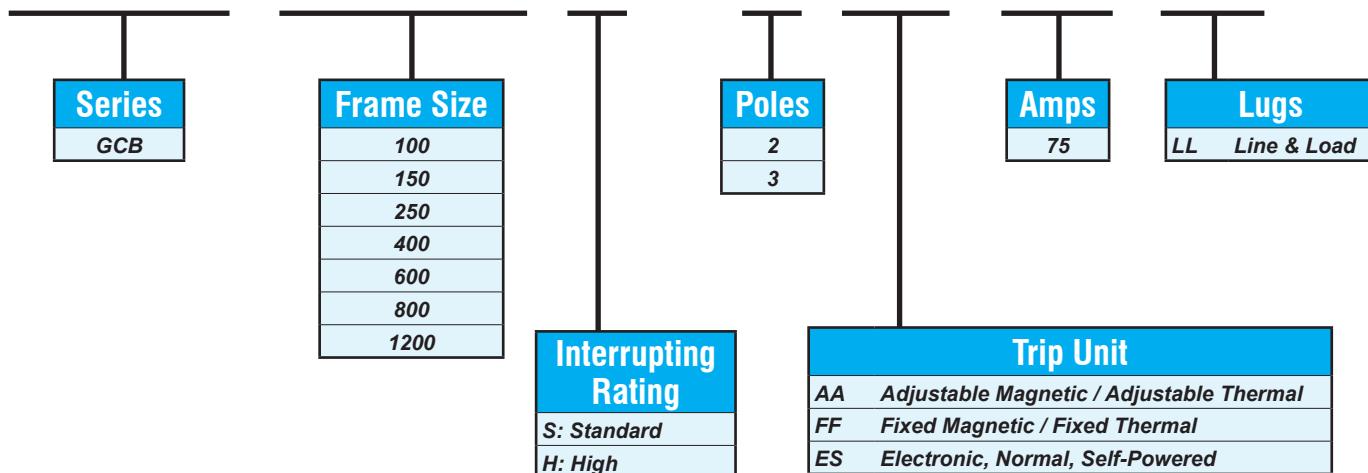 Series
GCB
Frame Size
100
150
250
400
600
800
1200
Interrupting
Rating
S: Standard
H: High
Poles
2
3
Trip Unit
AA Adjustable Magnetic / Adjustable Thermal
FF Fixed Magnetic / Fixed Thermal
ES Electronic, Normal, Self-Powered
Amps
75
Lugs
LL Line & Load